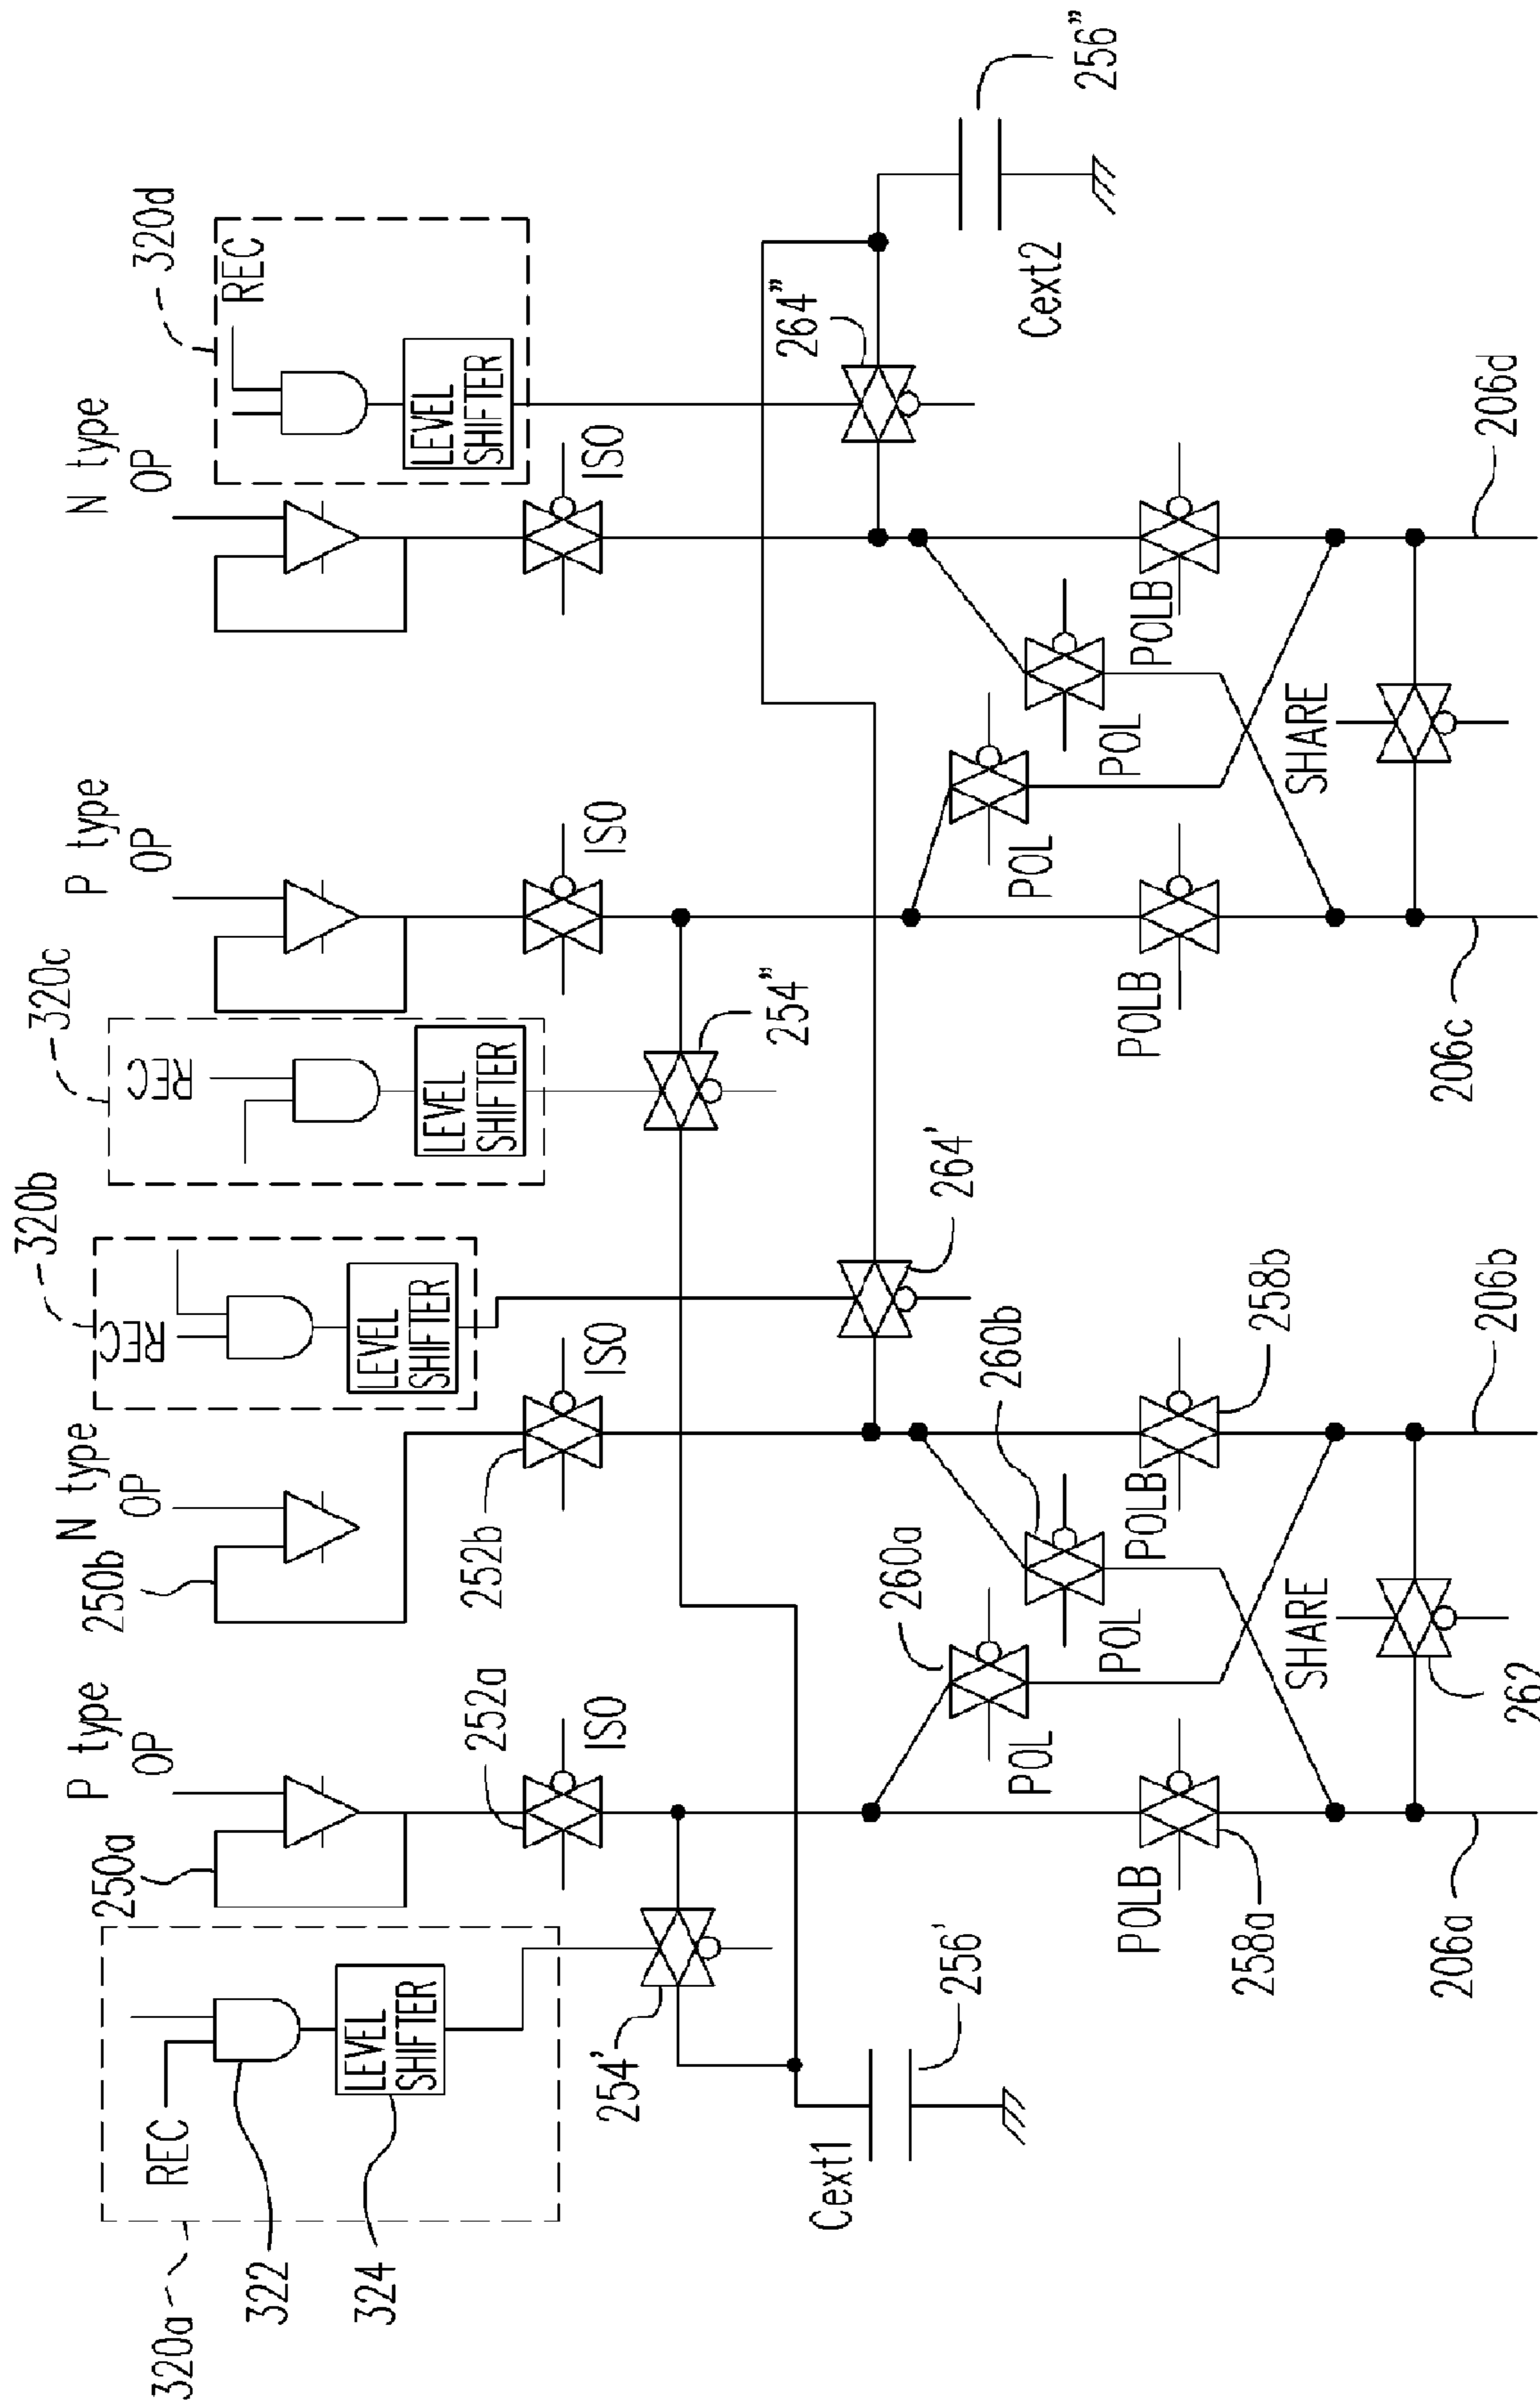 320a
REC
322
LEVEL
SHIFTER
324
250a
P type
OP
252a
ISO
254'
Cext1
256'
POLB
258a
206a
250b
N type
OP
252b
ISO
320b
REC
LEVEL
SHIFTER
260a
POL
260b
POL
POLB
258b
SHARE
262
206b
264'
320c
REC
LEVEL
SHIFTER
254"
P type
OP
ISO
POLB
206c
POL
POL
POLB
SHARE
N type
OP
ISO
320d
REC
LEVEL
SHIFTER
264"
Cext2
256"
206d